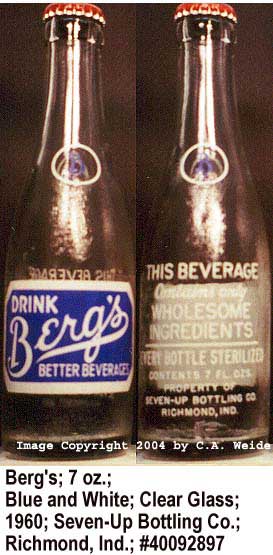 B
B
DRINK
Berg's
BETTER BEVERAGES
THIS BEVERAGE
THIS BEVERAGE
Contains only
WHOLESOME
INGREDIENTS
EVERY BOTTLE STERILIZED
CONTENTS 7 FL. OZS.
PROPERTY OF
SEVEN-UP BOTTLING CO.
RICHMOND, IND.
Image Copyright 2004 by C.A. Weide
Berg's; 7 oz.;
Blue and White; Clear Glass;
1960; Seven-Up Bottling Co.;
Richmond, Ind.; #40092897